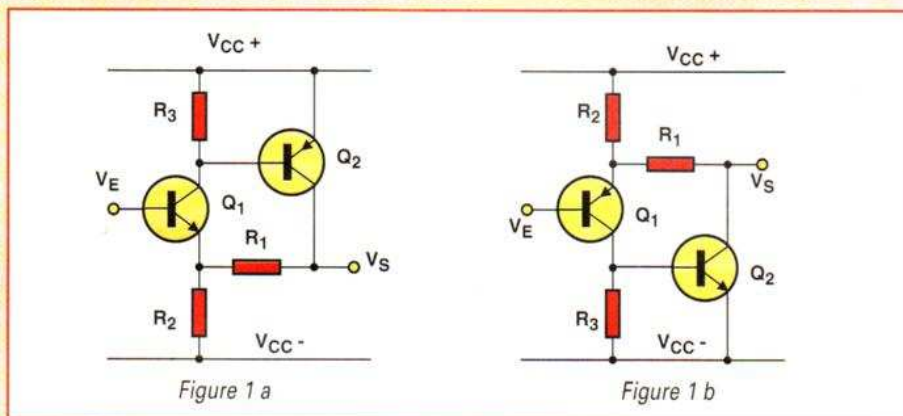 VCC +
R3
Q2
VE
Q1
R1
VS
R2
VCC -
Figure 1 a
VCC +
R2
R1
VS
Q1
VE
Q2
R3
VCC -
Figure 1 b